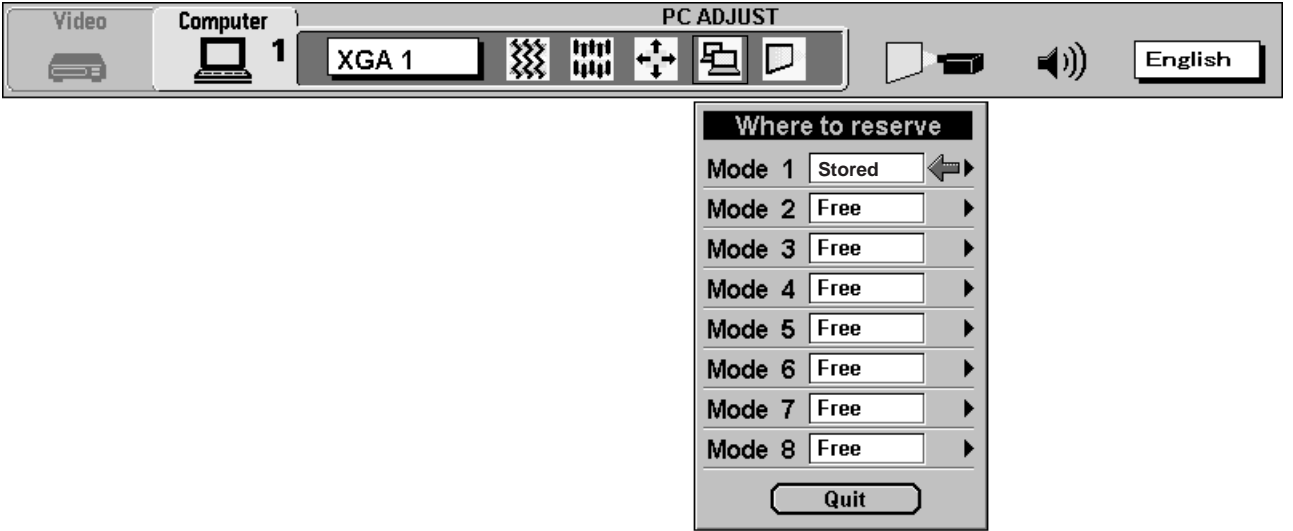 Video
Computer
PC ADJUST
1
XGA 1
English
Where to reserve
Mode 1 Stored
Mode 2 Free
Mode 3 Free
Mode 4 Free
Mode 5 Free
Mode 6 Free
Mode 7 Free
Mode 8 Free
Quit